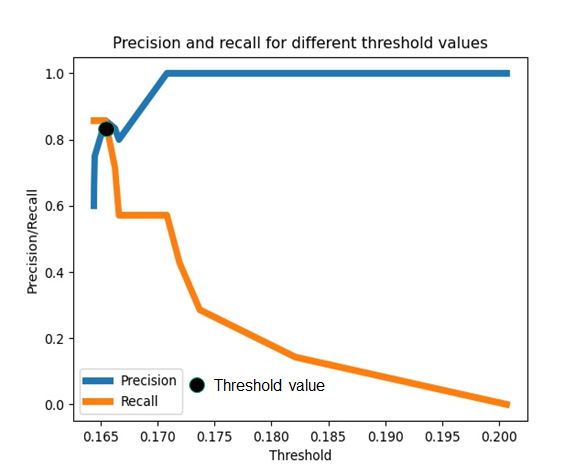 Precision and recall for different threshold values
1.0
0.8
0.6
0.4
0.2
0.0
Precision/Recall
Precision
Recall
Threshold value
0.165 0.170 0.175 0.180 0.185 0.190 0.195 0.200
Threshold